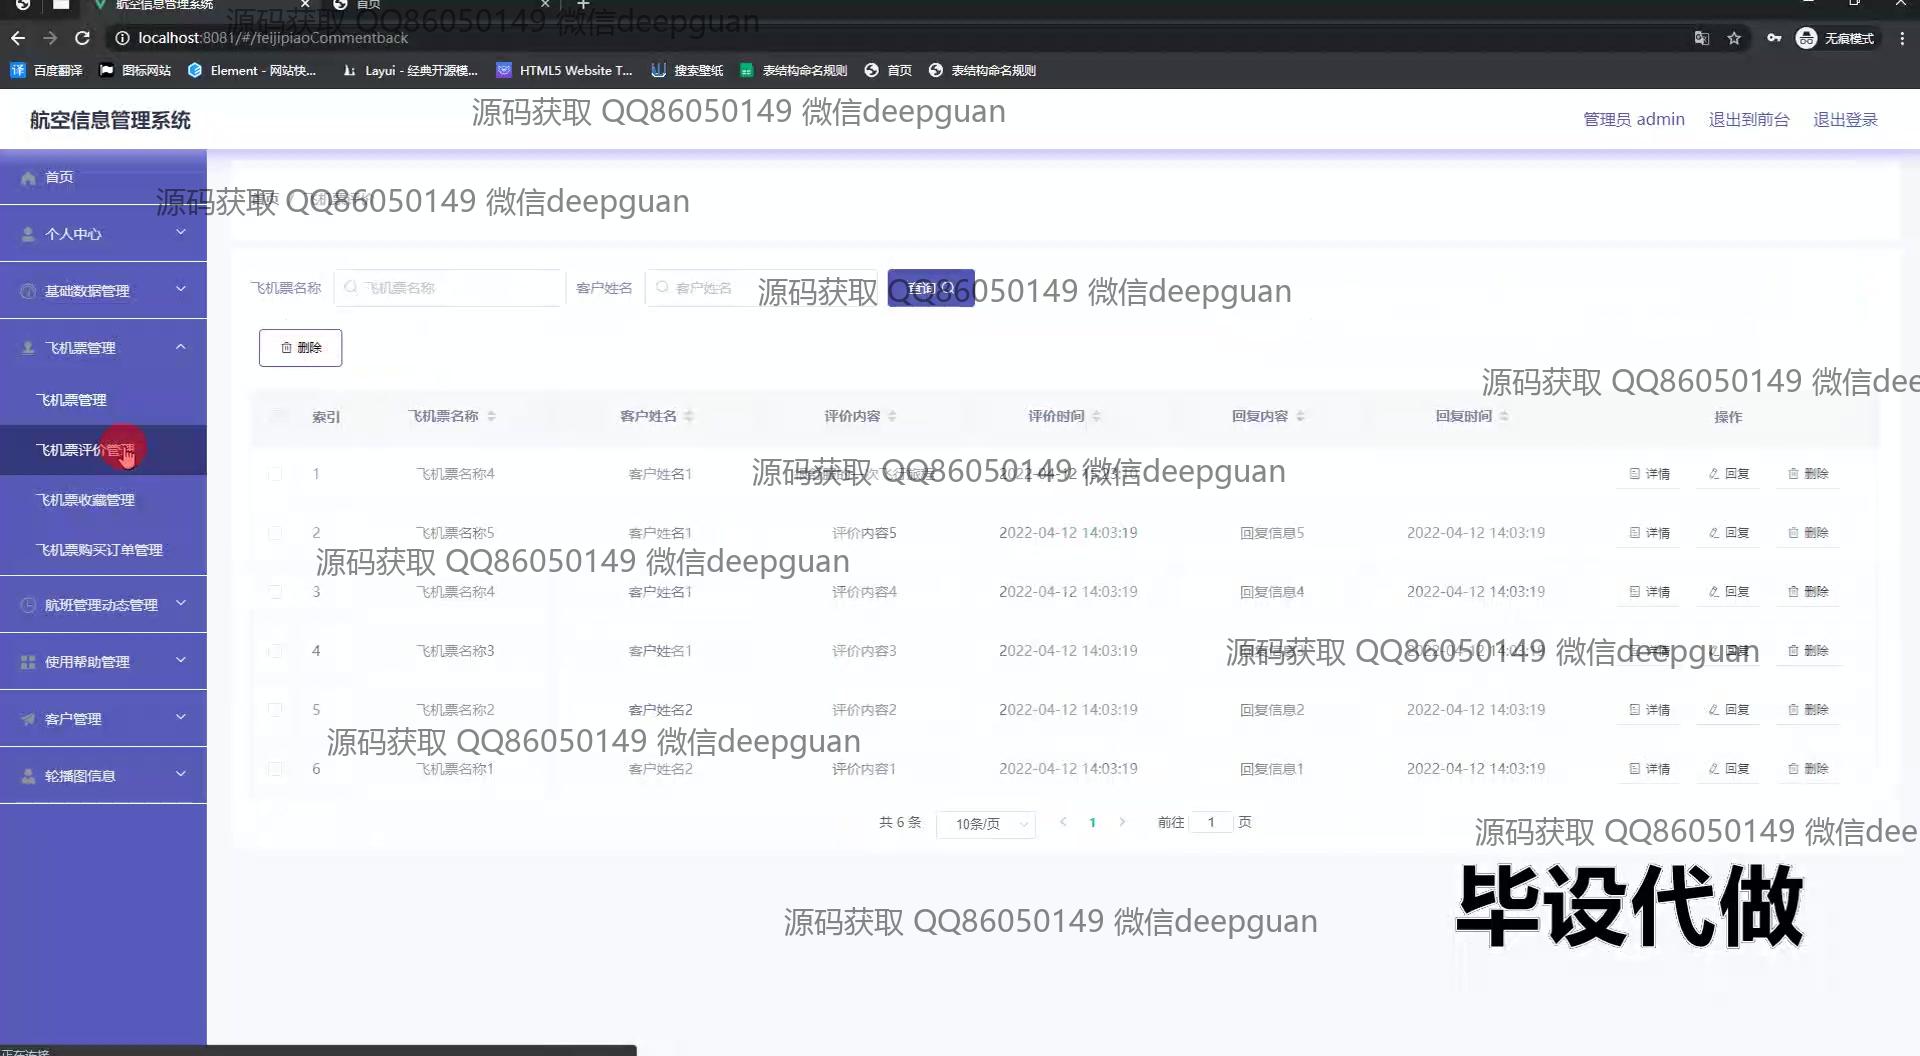 航空信息管理系统
首页
localhost:8081/#/feijipiaoCommentback
无痕模式
百度翻译
图标网站
Element - 网站快...
Layui - 经典开源模...
HTML5 Website T...
搜索壁纸
表结构命名规则
首页
表结构命名规则
航空信息管理系统
管理员 admin
退出到前台
退出登录
源码获取 QQ86050149 微信deepguan
首页
个人中心
基础数据管理
飞机票管理
飞机票管理
飞机票评价管理
飞机票收藏管理
飞机票购买订单管理
航班管理动态管理
使用帮助管理
客户管理
轮播图信息
源码获取 QQ86050149 微信deepguan
飞机票名称
飞机票名称
客户姓名
客户姓名
查询
源码获取 QQ86050149 微信deepguan
删除
源码获取 QQ86050149 微信dee
索引 飞机票名称 客户姓名 评价内容 评价时间 回复内容 回复时间 操作
1 飞机票名称4 客户姓名1 详情 回复 删除
源码获取 QQ86050149 微信deepguan
2 飞机票名称5 客户姓名1 评价内容5 2022-04-12 14:03:19 回复信息5 2022-04-12 14:03:19 详情 回复 删除
源码获取 QQ86050149 微信deepguan
3 飞机票名称4 客户姓名1 评价内容4 2022-04-12 14:03:19 回复信息4 2022-04-12 14:03:19 详情 回复 删除
4 飞机票名称3 客户姓名1 评价内容3 2022-04-12 14:03:19 回复信息3 2022-04-12 14:03:19 详情 回复 删除
源码获取 QQ86050149 微信deepguan
5 飞机票名称2 客户姓名2 评价内容2 2022-04-12 14:03:19 回复信息2 2022-04-12 14:03:19 详情 回复 删除
源码获取 QQ86050149 微信deepguan
6 飞机票名称1 客户姓名2 评价内容1 2022-04-12 14:03:19 回复信息1 2022-04-12 14:03:19 详情 回复 删除
共 6 条 10条/页 1 前往 1 页
源码获取 QQ86050149 微信dee
毕设代做
源码获取 QQ86050149 微信deepguan